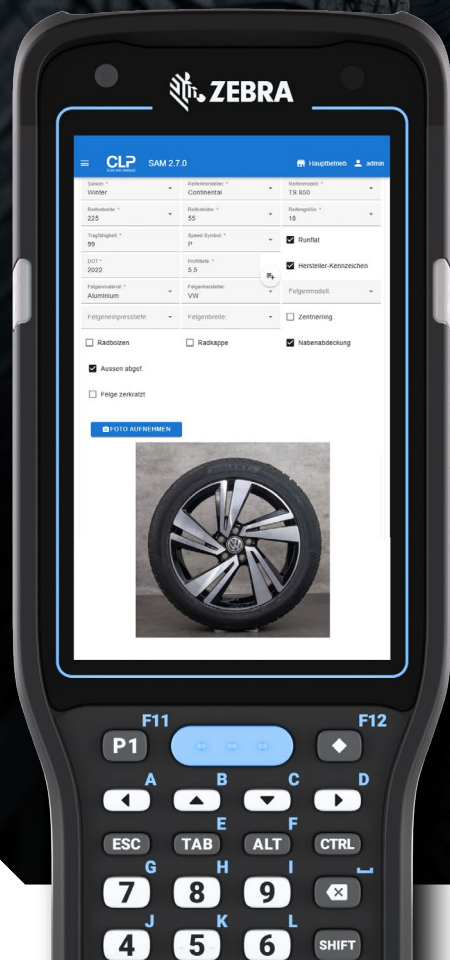 ZEBRA
CLP SAM 2.7.0 Hauptbetrieb admin
Saison: * Reifenhersteller: * Reifenmodell: *
Winter Continental TS 850
Reifenbreite: * Reifenhöhe: * Reifengröße: *
225 55 18
Tragfähigkeit: * Speed Symbol: *
99 P Runflat
DOT * Profiltiefe: *
2022 5.5 Hersteller-Kennzeichen
Felgenmaterial: * Felgenhersteller:
Aluminium VW Felgenmodell:
Felgeneinpresstiefe: Felgenbreite: Zentrierring
Radbolzen Radkappe Nabenabdeckung
Aussen abgef.
Felge zerkratzt
FOTO AUFNEHMEN
F11 F12
P1
A B C D
E F
ESC TAB ALT CTRL
G H I
7 8 9
J K L
4 5 6 SHIFT